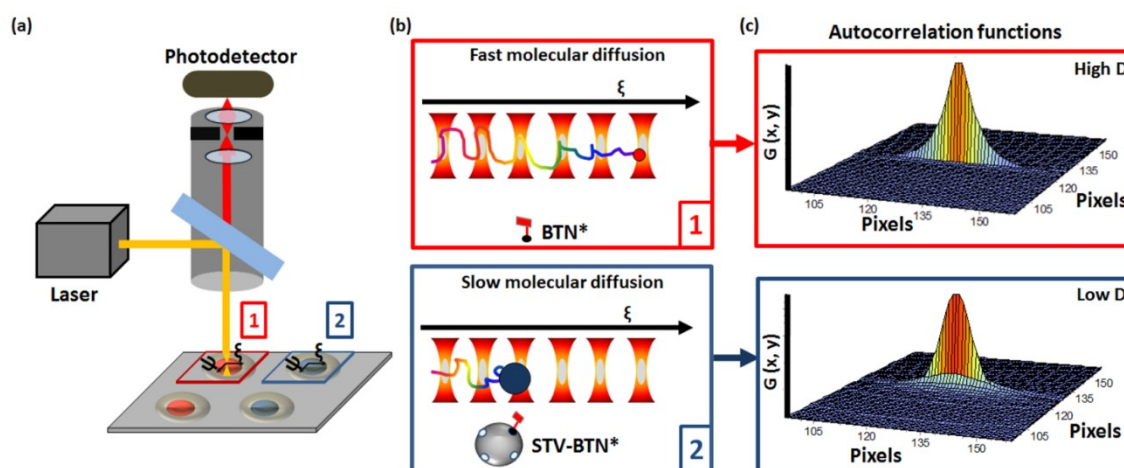 (a)
Photodetector
Laser
1
2
ξ
ξ
ψ
ψ
(b)
Fast molecular diffusion
ξ
BTN*
1
Slow molecular diffusion
ξ
STV-BTN*
2
(c)
Autocorrelation functions
High D
G (x, y)
105
120
135
150
Pixels
105
120
135
150
Pixels
Low D
G (x, y)
105
120
135
150
Pixels
105
120
135
150
Pixels